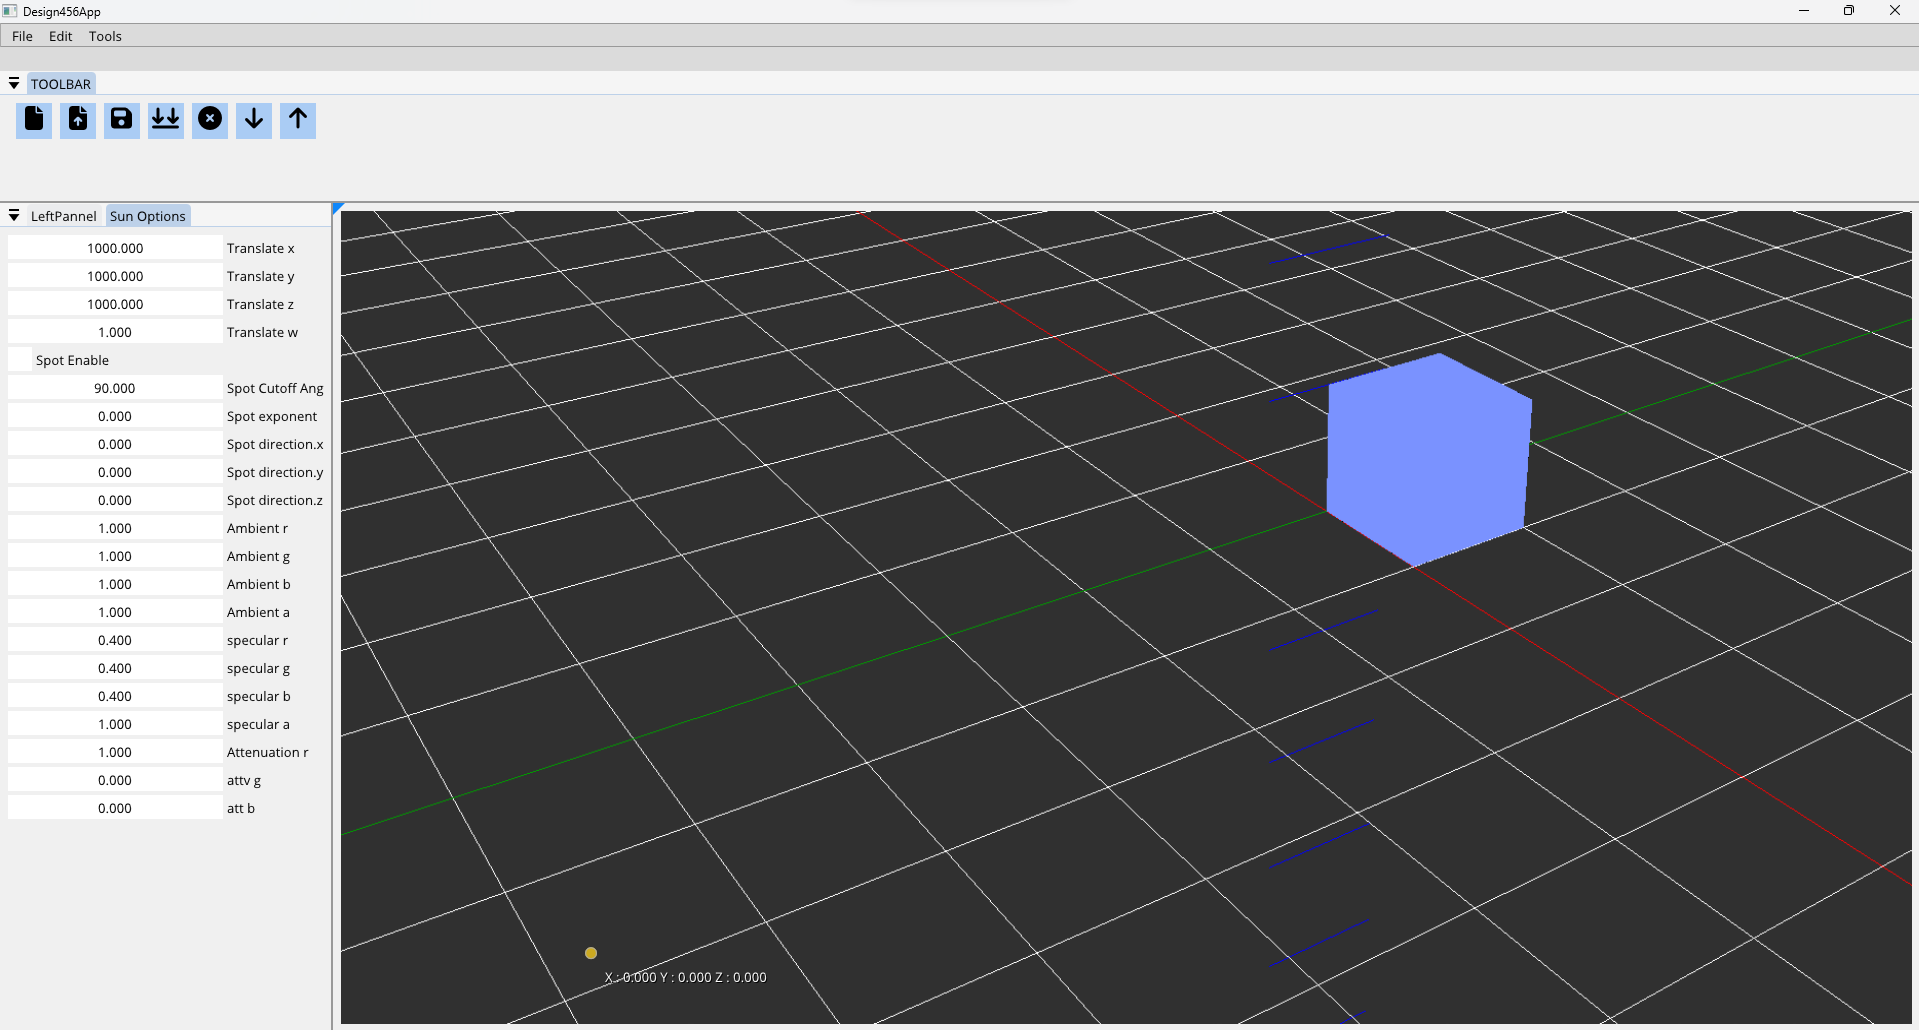 Design456App
File Edit Tools
TOOLBAR
LeftPannel Sun Options
1000.000 Translate x
1000.000 Translate y
1000.000 Translate z
1.000 Translate w
Spot Enable
90.000 Spot Cutoff Ang
0.000 Spot exponent
0.000 Spot direction.x
0.000 Spot direction.y
0.000 Spot direction.z
1.000 Ambient r
1.000 Ambient g
1.000 Ambient b
1.000 Ambient a
0.400 specular r
0.400 specular g
0.400 specular b
1.000 specular a
1.000 Attenuation r
0.000 attv g
0.000 att b
X : 0.000 Y : 0.000 Z : 0.000